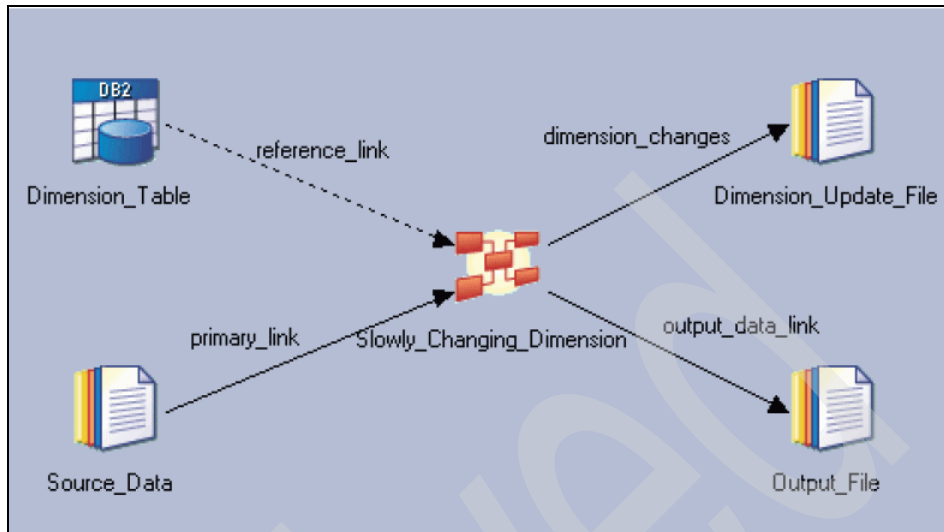 DB2
Dimension_Table
reference_link
dimension_changes
Dimension_Update_File
primary_link
Slowly_Changing_Dimension
output_data_link
Source_Data
Output_File